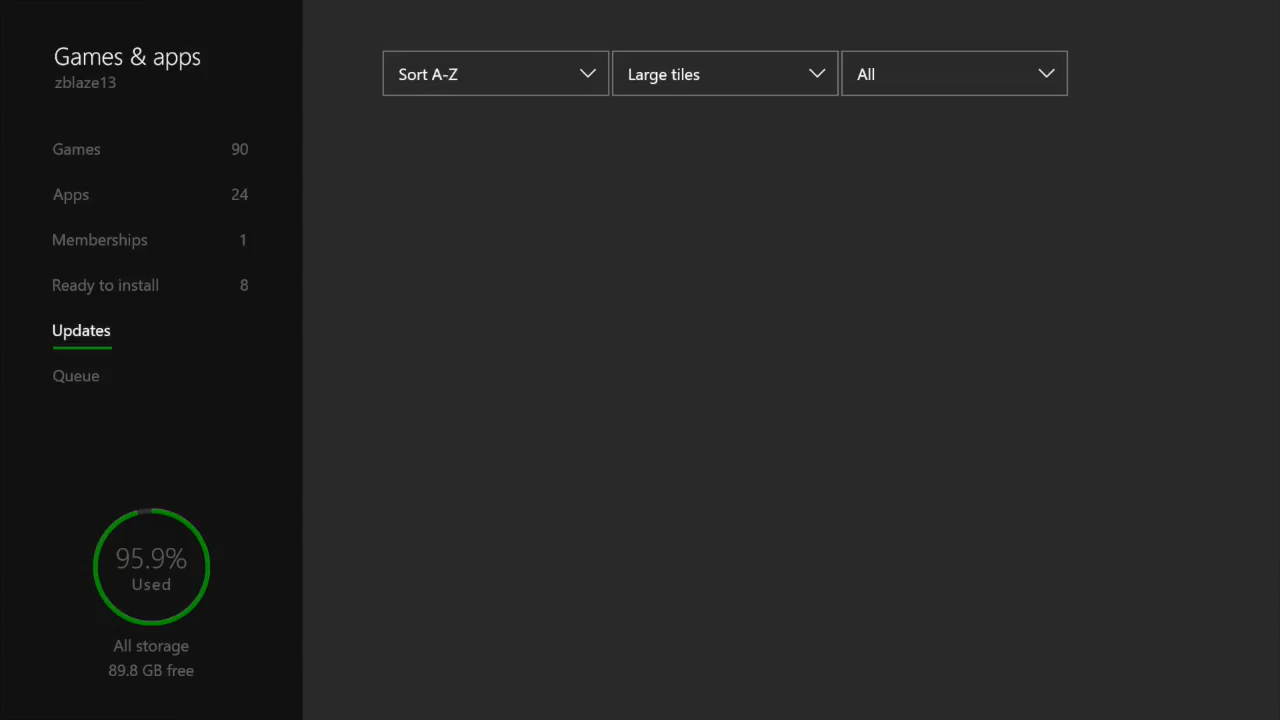 Games & apps
zblaze13
Games 90
Apps 24
Memberships 1
Ready to install 8
Updates
Queue
95.9%
Used
All storage
89.8 GB free
Sort A-Z
Large tiles
All